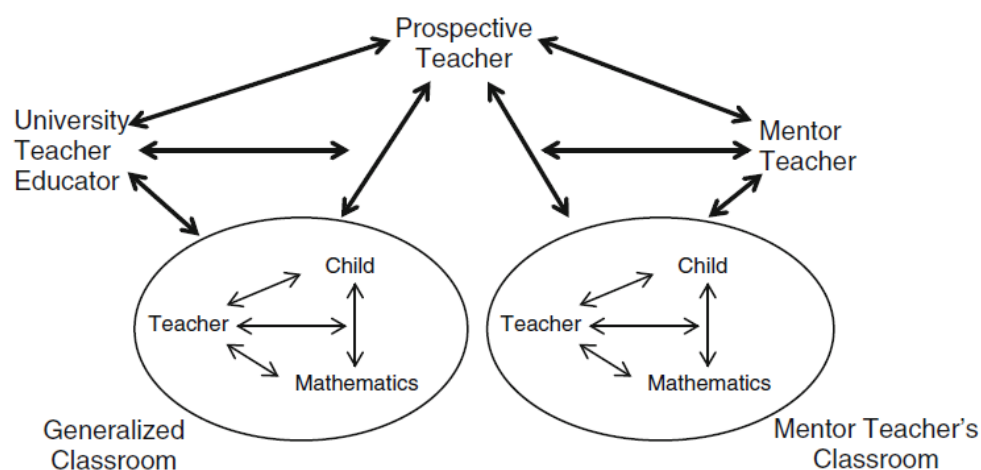 Prospective
Teacher
University
Teacher
Educator
Mentor
Teacher
Child
Teacher
Mathematics
Child
Teacher
Mathematics
Generalized
Classroom
Mentor Teacher's
Classroom